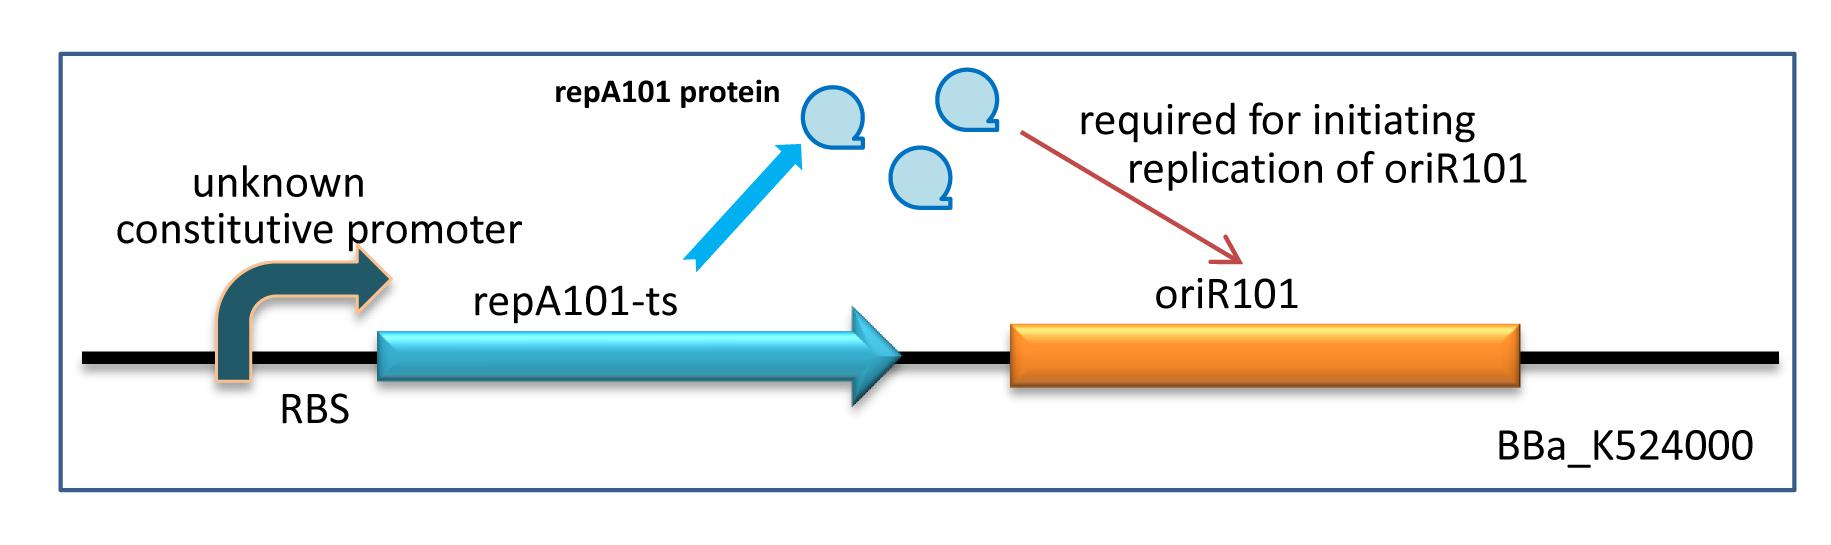 repA101 protein
required for initiating
replication of oriR101
unknown
constitutive promoter
repA101-ts
oriR101
RBS
BBa_K524000